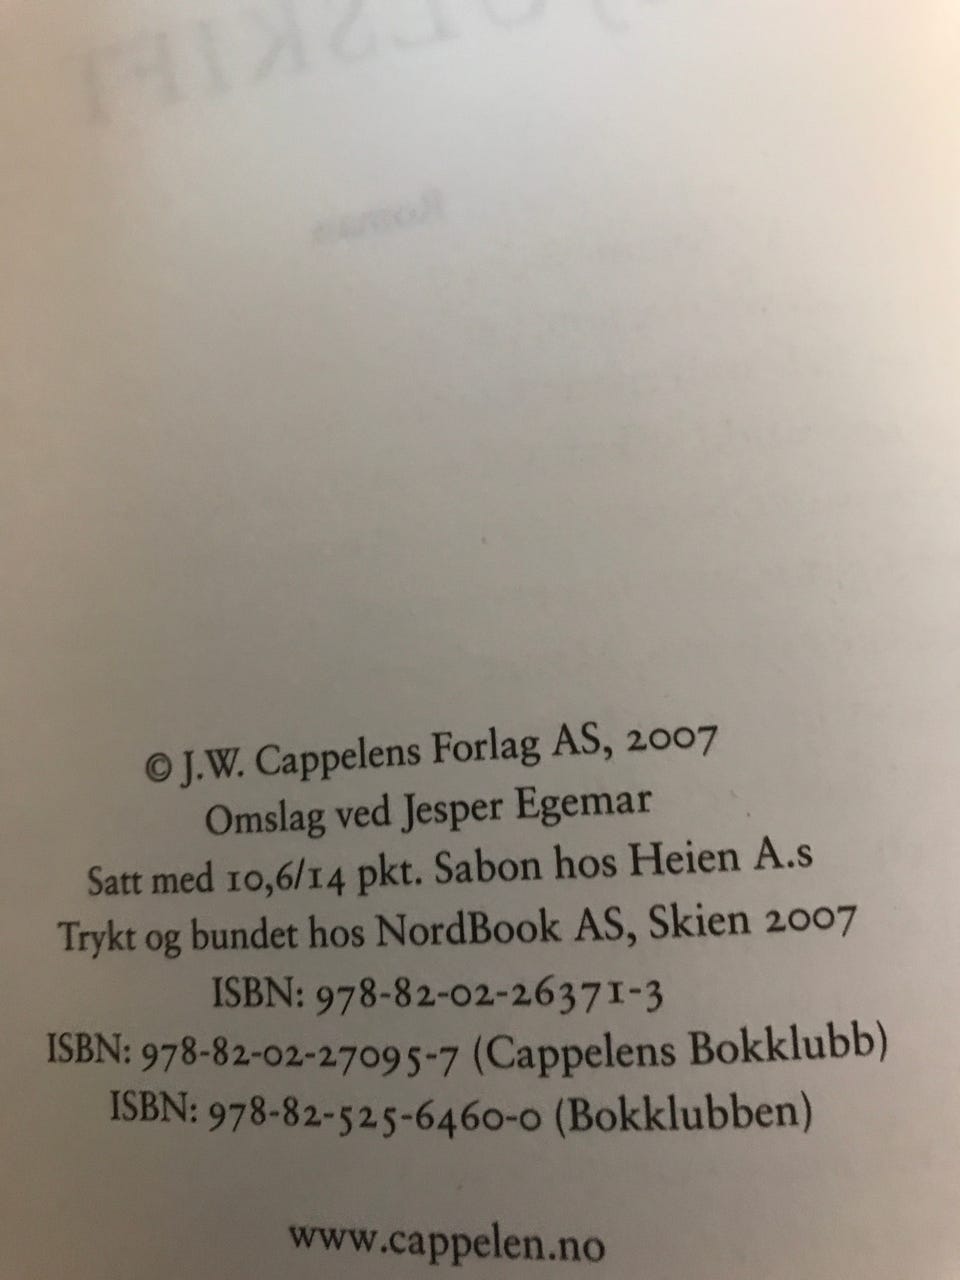 Roman
© J.W. Cappelens Forlag AS, 2007
Omslag ved Jesper Egemar
Satt med 10,6/14 pkt. Sabon hos Heien A.s
Trykt og bundet hos NordBook AS, Skien 2007
ISBN: 978-82-02-26371-3
ISBN: 978-82-02-27095-7 (Cappelens Bokklubb)
ISBN: 978-82-525-6460-0 (Bokklubben)
www.cappelen.no